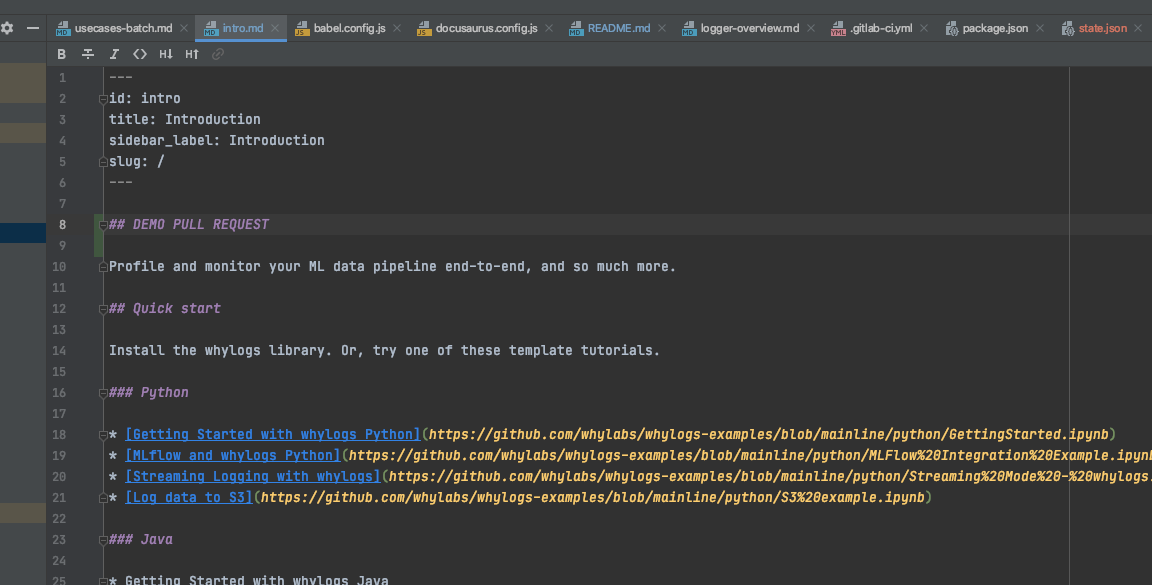 usecases-batch.md intro.md babel.config.js docusaurus.config.js README.md logger-overview.md .gitlab-ci.yml package.json state.json
B I <> H↓ H↑
1 ---
2 id: intro
3 title: Introduction
4 sidebar_label: Introduction
5 slug: /
6 ---
7
8 ## DEMO PULL REQUEST
9
10 Profile and monitor your ML data pipeline end-to-end, and so much more.
11
12 ## Quick start
13
14 Install the whylogs library. Or, try one of these template tutorials.
15
16 ### Python
17
18 * [Getting Started with whylogs Python](https://github.com/whylabs/whylogs-examples/blob/mainline/python/GettingStarted.ipynb)
19 * [MLflow and whylogs Python](https://github.com/whylabs/whylogs-examples/blob/mainline/python/MLFlow%20Integration%20Example.ipynb
20 * [Streaming Logging with whylogs](https://github.com/whylabs/whylogs-examples/blob/mainline/python/Streaming%20Mode%20-%20whylogs.
21 * [Log data to S3](https://github.com/whylabs/whylogs-examples/blob/mainline/python/S3%20example.ipynb)
22
23 ### Java
24
25 * Getting Started with whylogs Java